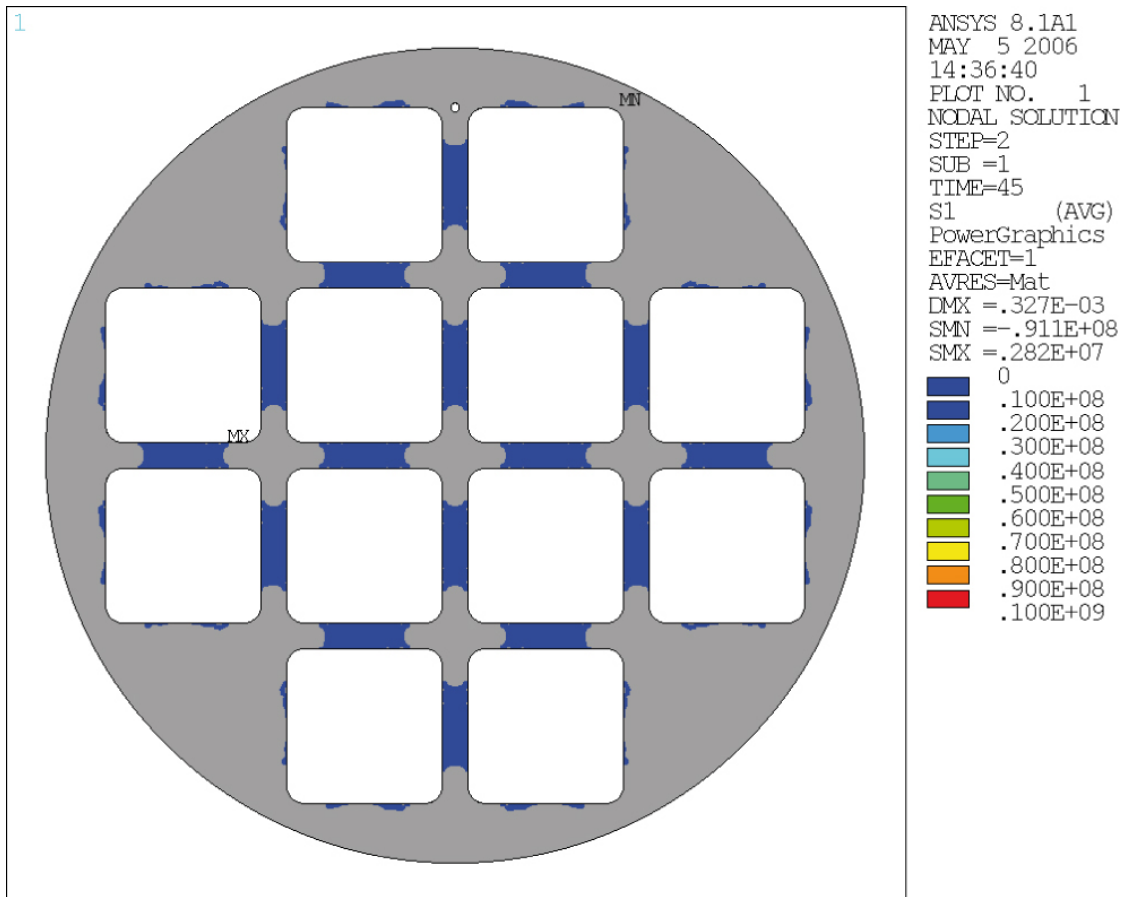 1
ANSYS 8.1A1
MAY  5 2006
14:36:40
PLOT NO.   1
NODAL SOLUTION
STEP=2
SUB =1
TIME=45
S1       (AVG)
PowerGraphics
EFACET=1
AVRES=Mat
DMX =.327E-03
SMN =-.911E+08
SMX =.282E+07
0
.100E+08
.200E+08
.300E+08
.400E+08
.500E+08
.600E+08
.700E+08
.800E+08
.900E+08
.100E+09
MN
MX